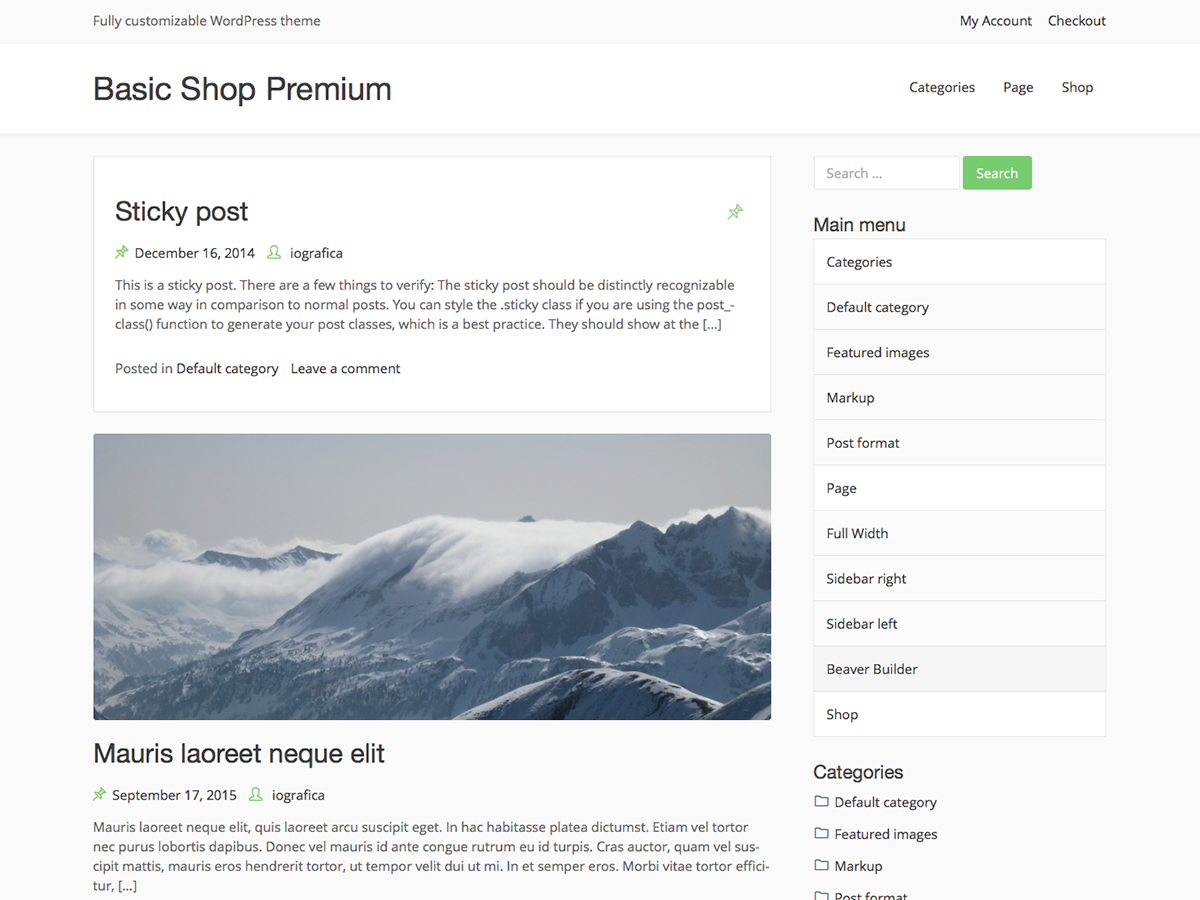 Fully customizable WordPress theme
My Account Checkout
Basic Shop Premium
Categories Page Shop
Sticky post
December 16, 2014 iografica
This is a sticky post. There are a few things to verify: The sticky post should be distinctly recognizable
in some way in comparison to normal posts. You can style the .sticky class if you are using the post_-
class() function to generate your post classes, which is a best practice. They should show at the [...]
Posted in Default category Leave a comment
Mauris laoreet neque elit
September 17, 2015 iografica
Mauris laoreet neque elit, quis laoreet arcu suscipit eget. In hac habitasse platea dictumst. Etiam vel tortor
nec purus lobortis dapibus. Donec vel mauris id ante congue rutrum eu id turpis. Cras auctor, quam vel sus-
cipit mattis, mauris eros hendrerit tortor, ut tempor velit dui ut mi. In et semper eros. Morbi vitae tortor effici-
tur, [...]
Search ... Search
Main menu
Categories
Default category
Featured images
Markup
Post format
Page
Full Width
Sidebar right
Sidebar left
Beaver Builder
Shop
Categories
Default category
Featured images
Markup
Post format